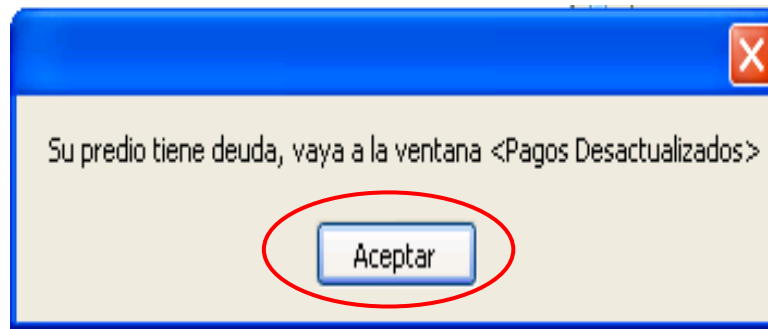 Su predio tiene deuda, vaya a la ventana <Pagos Desactualizados>
Aceptar